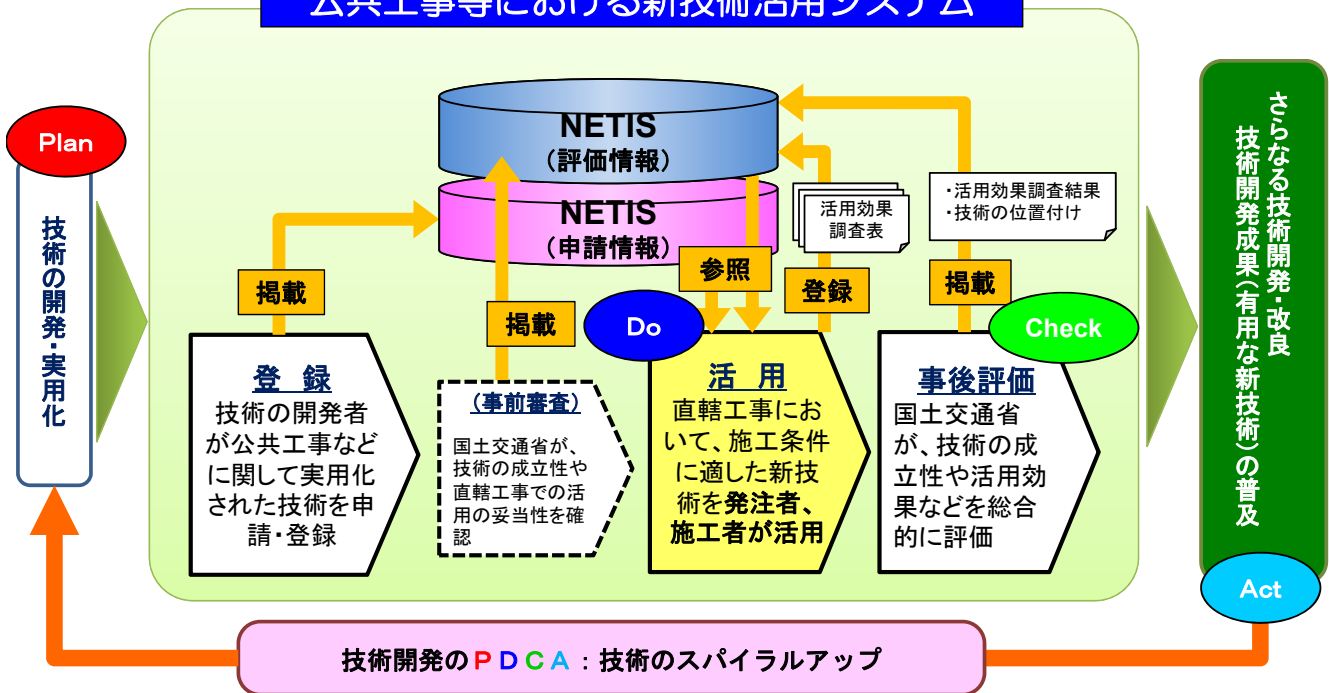 公共工事等における新技術活用システム
Plan
技術の開発・実用化
NETIS
（評価情報）
NETIS
（申請情報）
掲載
掲載
参照
活用効果
調査表
登録
・活用効果調査結果
・技術の位置付け
掲載
Do
Check
登　録
技術の開発者
が公共工事など
に関して実用化
された技術を申
請・登録
（事前審査）
国土交通省が、
技術の成立性や
直轄工事での活
用の妥当性を確
認
活　用
直轄工事にお
いて、施工条件
に適した新技
術を発注者、
施工者が活用
事後評価
国土交通省
が、技術の成
立性や活用効
果などを総合
的に評価
さらなる技術開発・改良
技術開発成果（有用な新技術）の普及
Act
技術開発のＰＤＣＡ：技術のスパイラルアップ